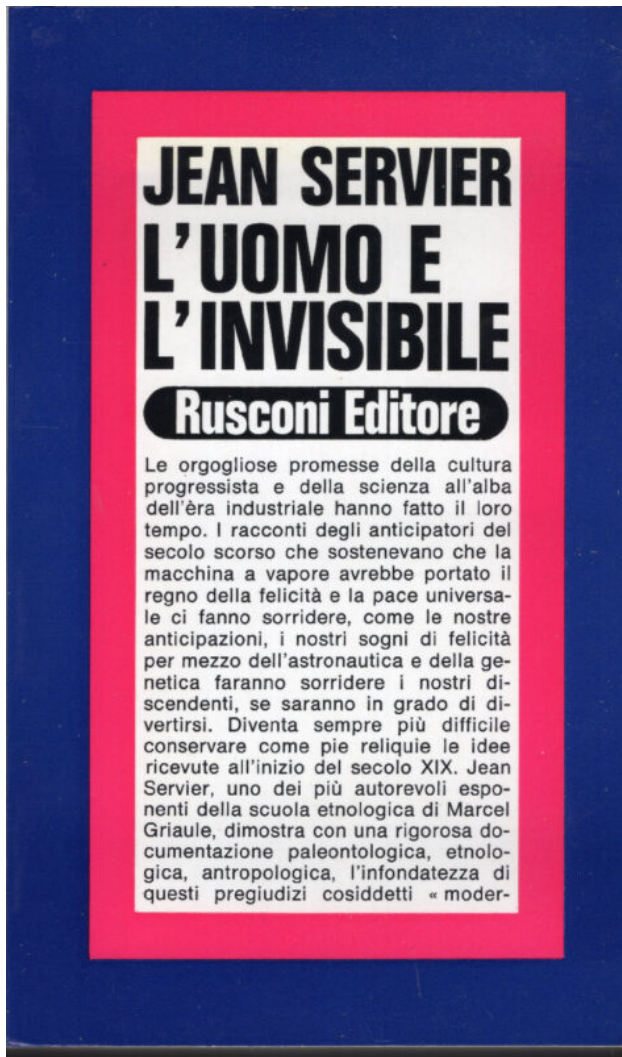 JEAN SERVIER
L'UOMO E
L'INVISIBILE
Rusconi Editore
Le orgogliose promesse della cultura
progressista e della scienza all'alba
dell'èra industriale hanno fatto il loro
tempo. I racconti degli anticipatori del
secolo scorso che sostenevano che la
macchina a vapore avrebbe portato il
regno della felicità e la pace universa-
le ci fanno sorridere, come le nostre
anticipazioni, i nostri sogni di felicità
per mezzo dell'astronautica e della ge-
netica faranno sorridere i nostri di-
scendenti, se saranno in grado di di-
vertirsi. Diventa sempre più difficile
conservare come pie reliquie le idee
ricevute all'inizio del secolo XIX. Jean
Servier, uno dei più autorevoli espo-
nenti della scuola etnologica di Marcel
Griaule, dimostra con una rigorosa do-
cumentazione paleontologica, etnolo-
gica, antropologica, l'infondatezza di
questi pregiudizi cosiddetti « moder-